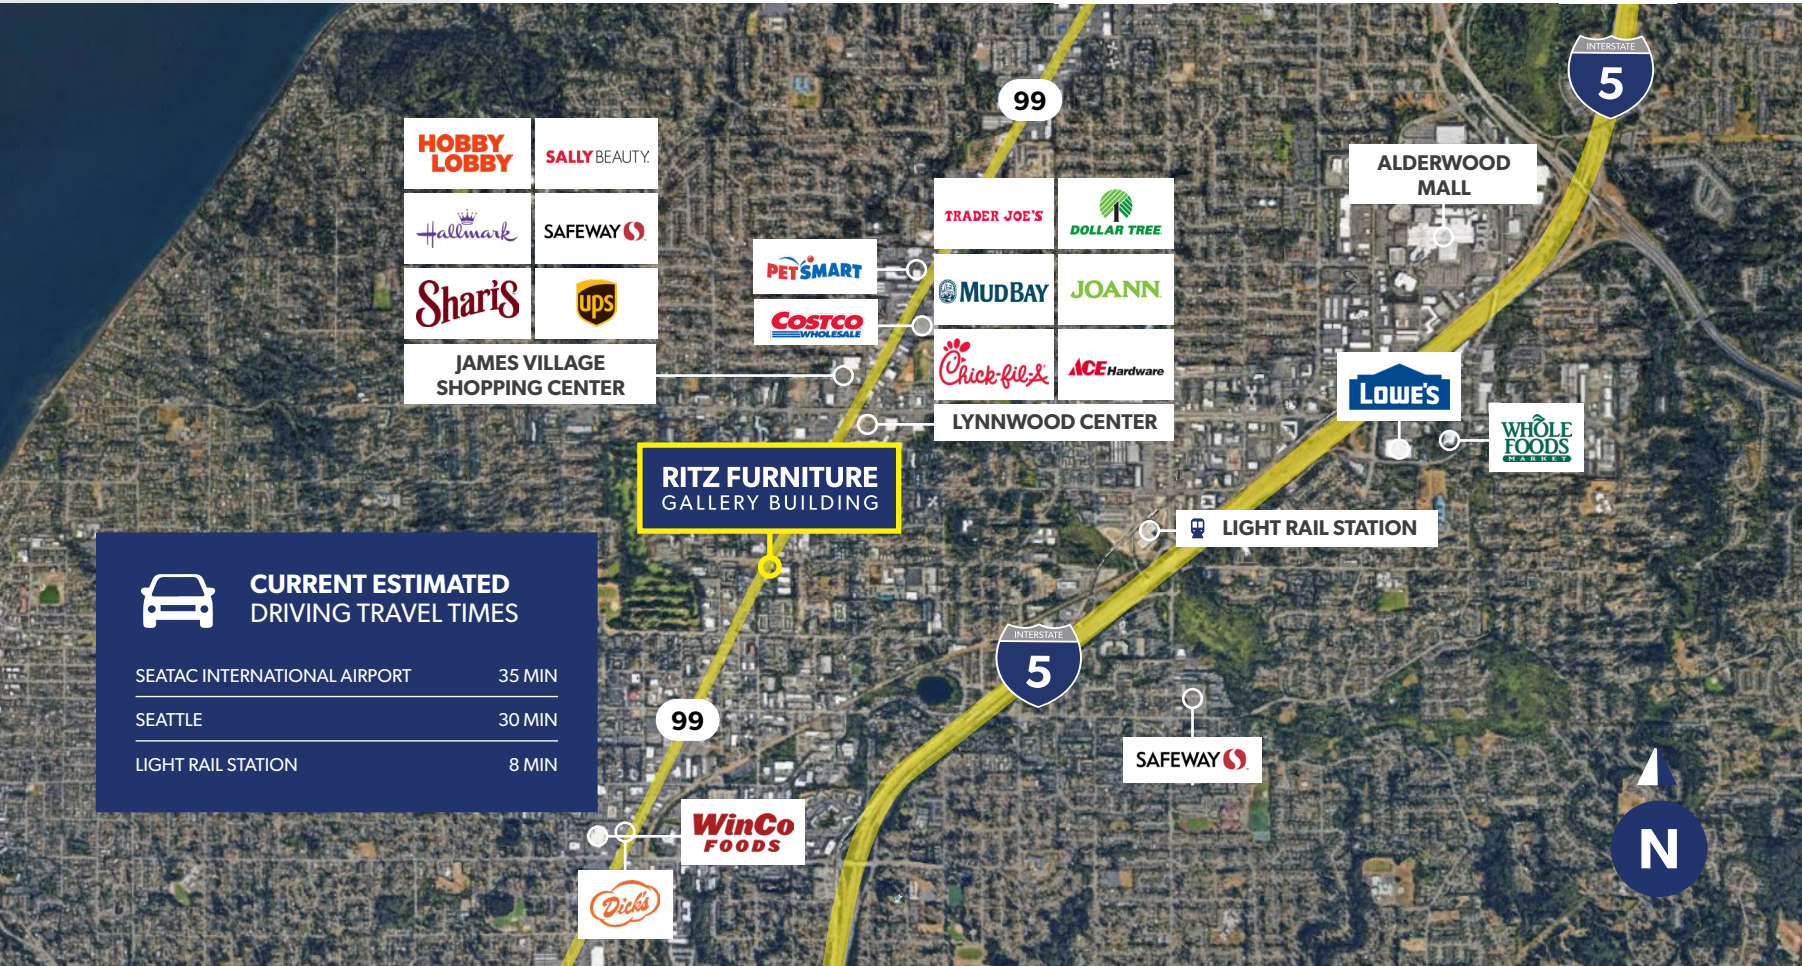 INTERSTATE
5
99
HOBBY
LOBBY
SALLY BEAUTY
Hallmark
SAFEWAY
Shari's
ups
JAMES VILLAGE
SHOPPING CENTER
PETSMART
COSTCO
WHOLESALE
TRADER JOE'S
DOLLAR TREE
MUD BAY
JOANN
Chick-fil-A
ACE Hardware
LYNNWOOD CENTER
ALDERWOOD
MALL
LOWE'S
WHOLE
FOODS
MARKET
RITZ FURNITURE
GALLERY BUILDING
LIGHT RAIL STATION
CURRENT ESTIMATED
DRIVING TRAVEL TIMES
SEATAC INTERNATIONAL AIRPORT 35 MIN
SEATTLE 30 MIN
LIGHT RAIL STATION 8 MIN
INTERSTATE
5
99
SAFEWAY
WinCo
FOODS
Dick's
N